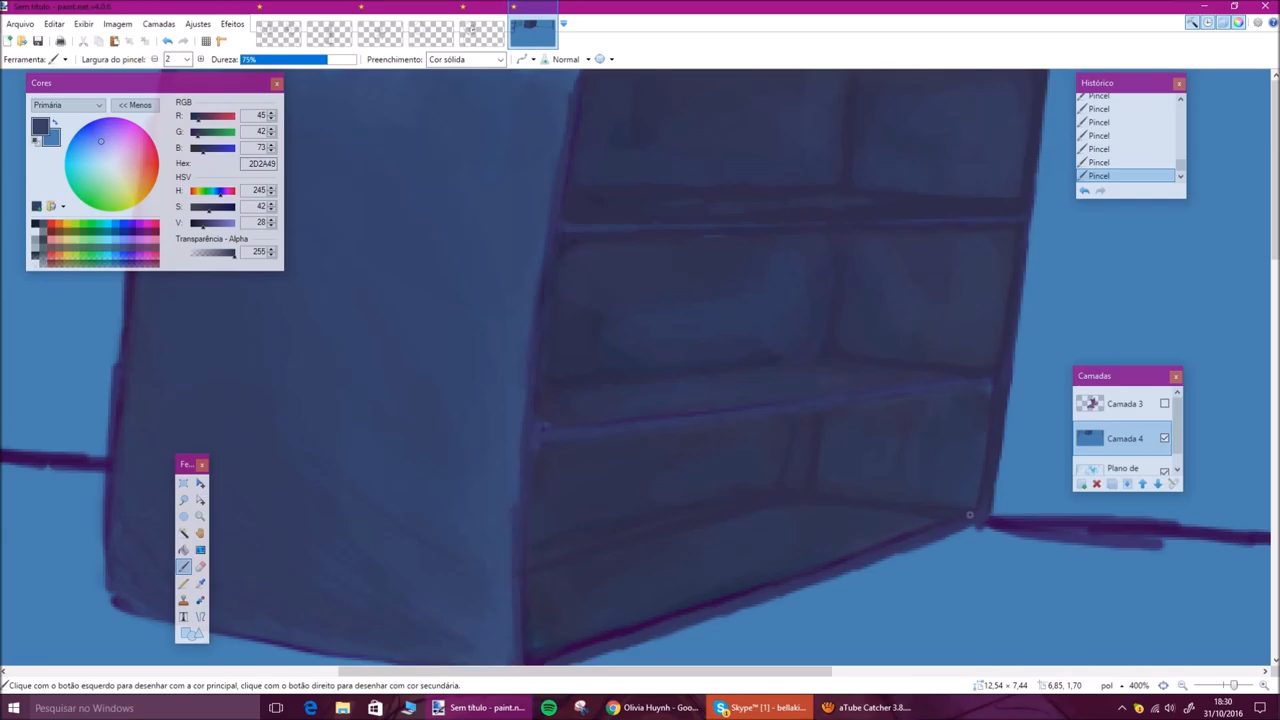 Sem título - paint.net v4.0.6
Arquivo Editar Exibir Imagem Camadas Ajustes Efeitos
Ferramenta: Largura do pincel: 2 Dureza: 75% Preenchimento: Cor sólida Normal
Cores
Primária << Menos
RGB
R: 45
G: 42
B: 73
Hex: 2D2A49
HSV
H: 245
S: 42
V: 28
Transparência - Alpha
255
Histórico
Pincel
Pincel
Pincel
Pincel
Pincel
Pincel
Pincel
Camadas
Camada 3
Camada 4
Plano de
Fe...
Clique com o botão esquerdo para desenhar com a cor principal, clique com o botão direito para desenhar com cor secundária.
12,54 × 7,44 6,85, 1,70 pol 400%
Pesquisar no Windows
Sem título - paint.n...
Olivia Huynh - Goo...
Skype™ [1] - bellaki...
aTube Catcher 3.8....
18:30
31/10/2016